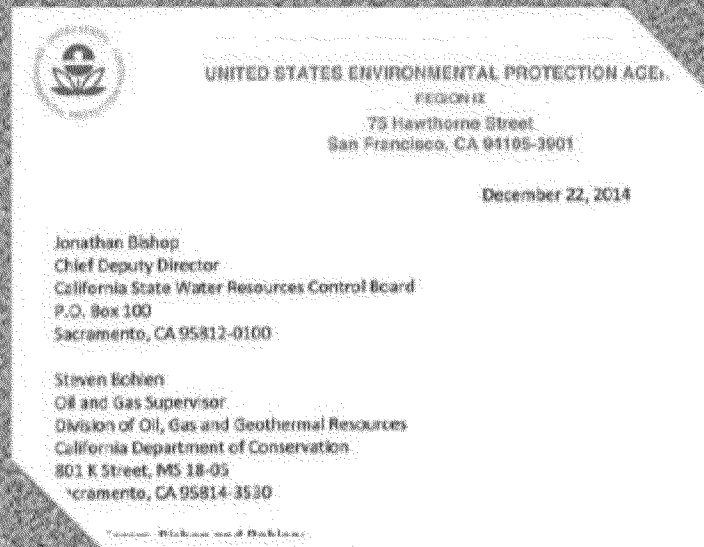 UNITED STATES ENVIRONMENTAL PROTECTION
REGION IX
75 Hawthorne Street
San Francisco, CA 94105-3901
December 22, 2014
Jonathan Bishop
Chief Deputy Director
California State Water Resources Control Board
P.O. Box 100
Sacramento, CA 95812-0100
Steven Bohlen
Oil and Gas Supervisor
Division of Oil, Gas and Geothermal Resources
California Department of Conservation
801 K Street, MS 18-05
cramento, CA 95814-3530